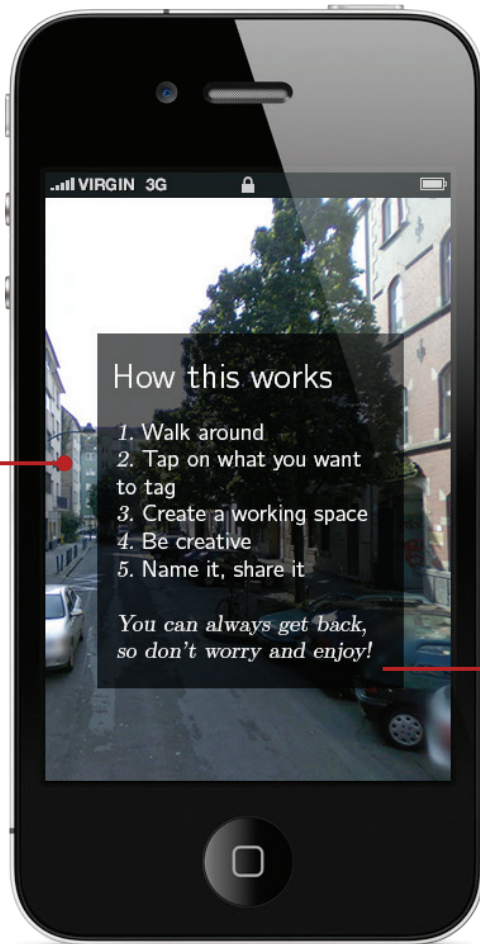 VIRGIN 3G
How this works
1. Walk around
2. Tap on what you want
to tag
3. Create a working space
4. Be creative
5. Name it, share it
You can always get back,
so don't worry and enjoy!